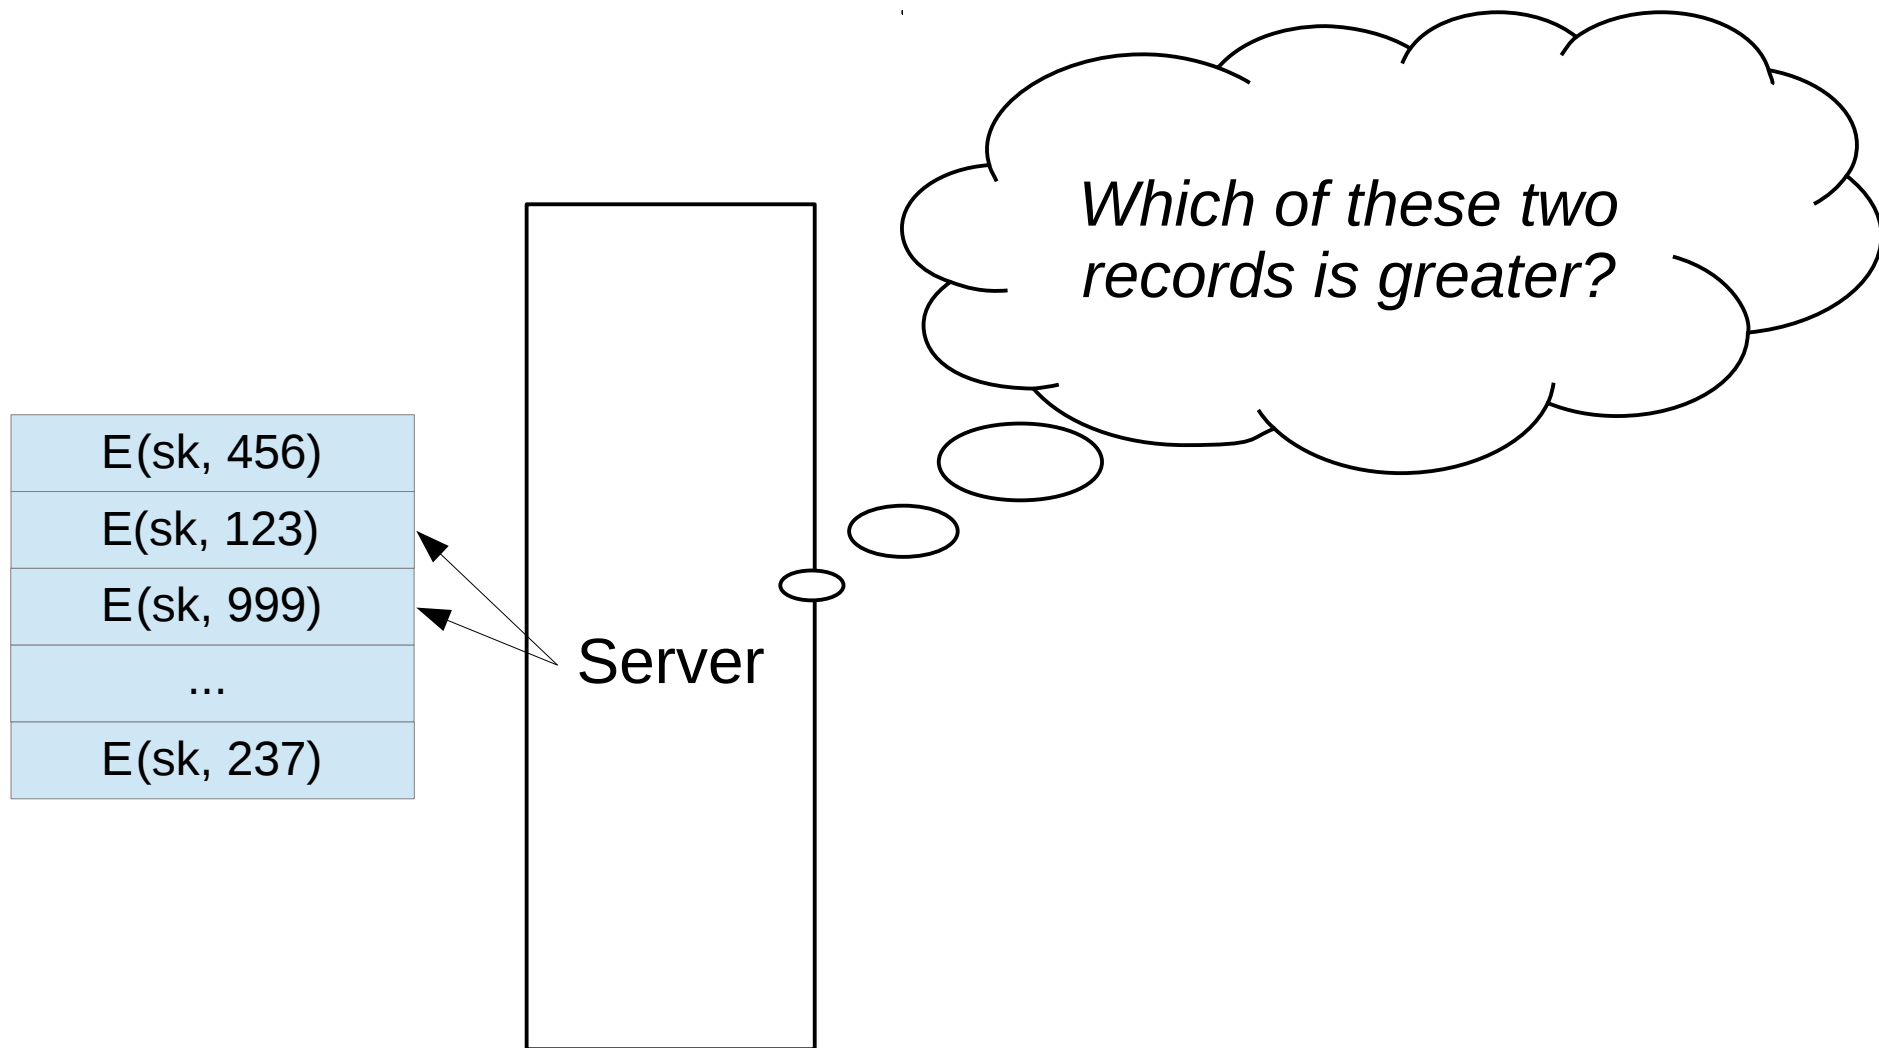 Which of these two
records is greater?
E(sk, 456)
E(sk, 123)
E(sk, 999)
...
E(sk, 237)
Server